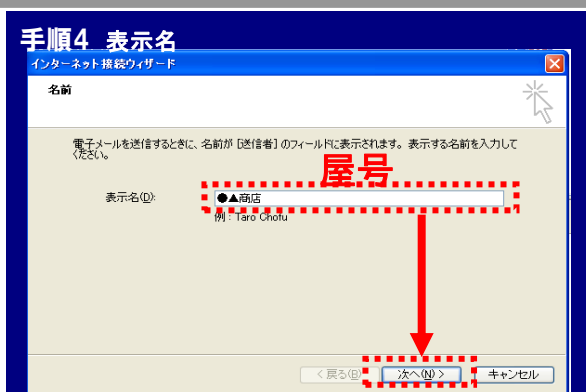 手順4 表示名
インターネット接続ウィザード
名前
電子メールを送信するときに、名前が [送信者] のフィールドに表示されます。表示する名前を入力して
ください。
屋号
表示名(D):
●▲商店
例：Taro Chofu
< 戻る(B)
次へ(N) >
キャンセル